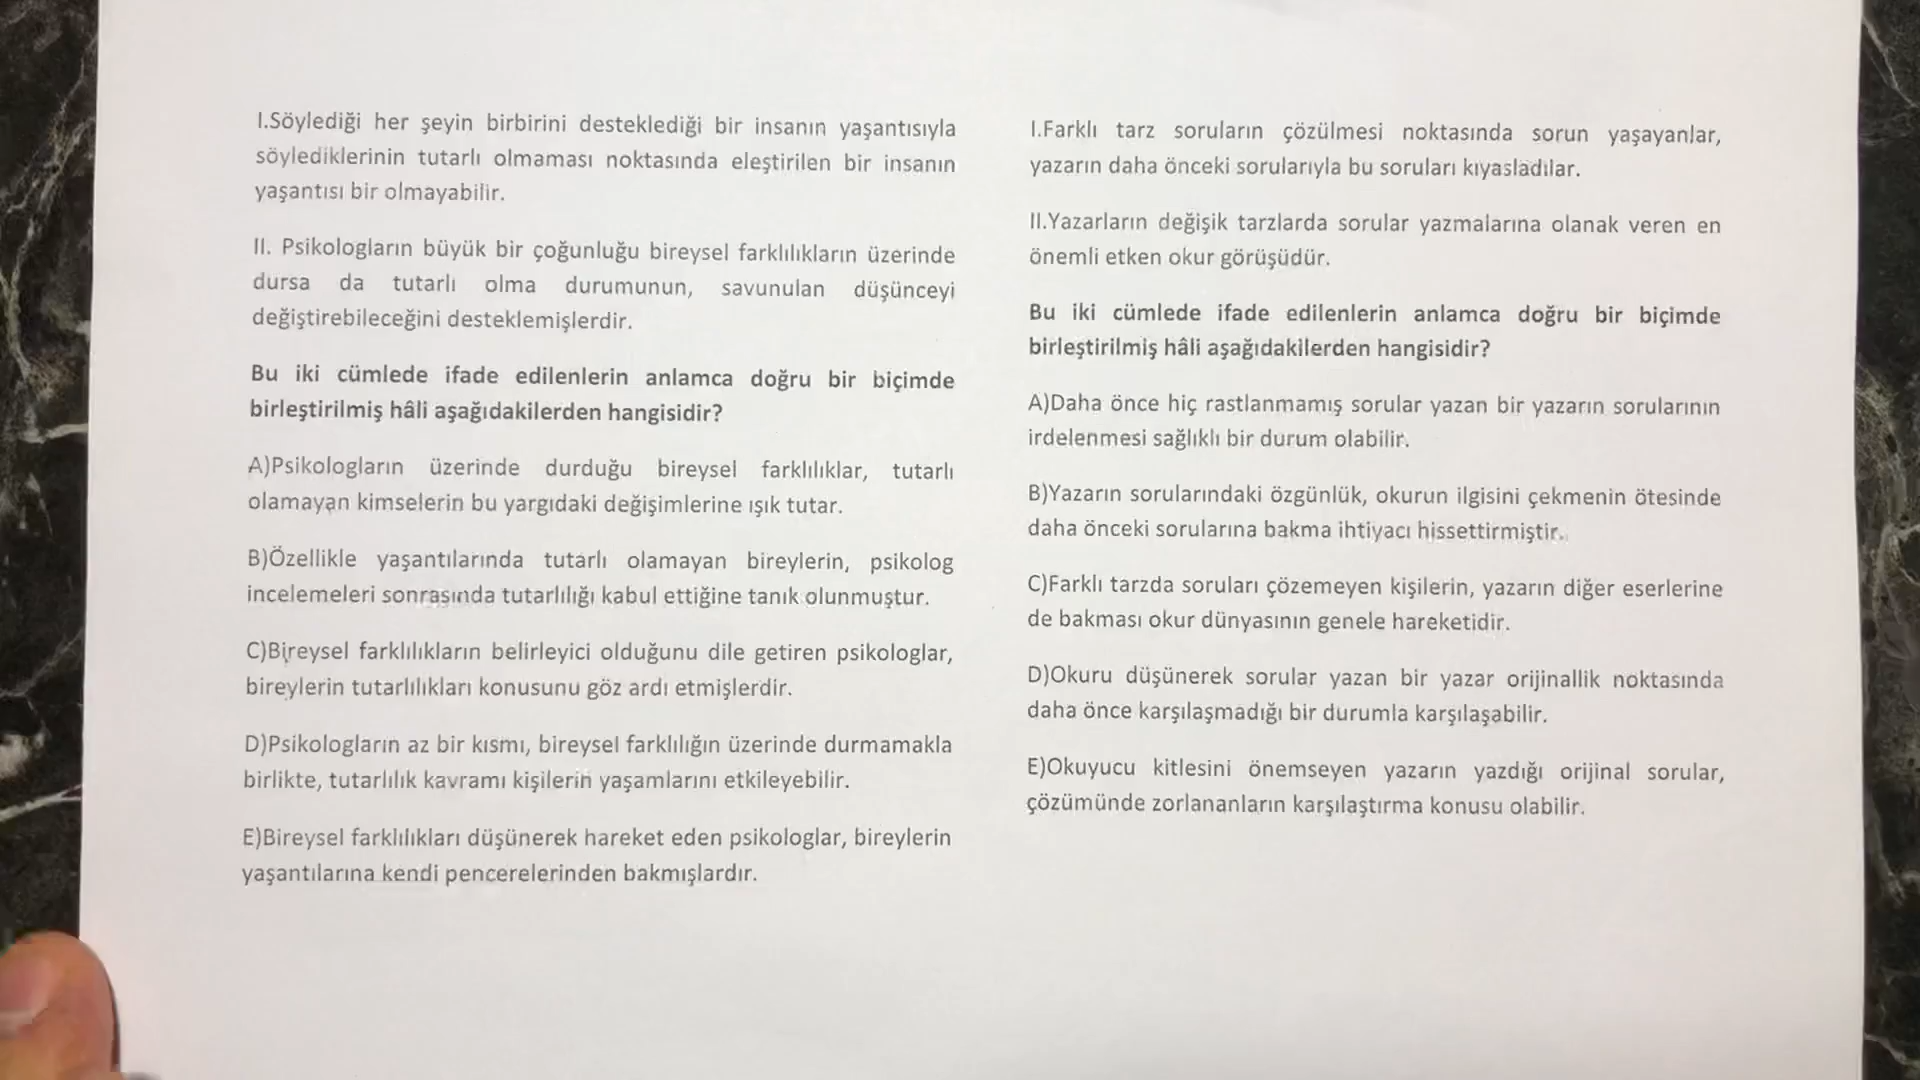 I.Söylediği her şeyin birbirini desteklediği bir insanın yaşantısıyla
söylediklerinin tutarlı olmaması noktasında eleştirilen bir insanın
yaşantısı bir olmayabilir.
II. Psikologların büyük bir çoğunluğu bireysel farklılıkların üzerinde
dursa da tutarlı olma durumunun, savunulan düşünceyi
değiştirebileceğini desteklemişlerdir.
Bu iki cümlede ifade edilenlerin anlamca doğru bir biçimde
birleştirilmiş hâli aşağıdakilerden hangisidir?
A)Psikologların üzerinde durduğu bireysel farklılıklar, tutarlı
olamayan kimselerin bu yargıdaki değişimlerine ışık tutar.
B)Özellikle yaşantılarında tutarlı olamayan bireylerin, psikolog
incelemeleri sonrasında tutarlılığı kabul ettiğine tanık olunmuştur.
C)Bireysel farklılıkların belirleyici olduğunu dile getiren psikologlar,
bireylerin tutarlılıkları konusunu göz ardı etmişlerdir.
D)Psikologların az bir kısmı, bireysel farklılığın üzerinde durmamakla
birlikte, tutarlılık kavramı kişilerin yaşamlarını etkileyebilir.
E)Bireysel farklılıkları düşünerek hareket eden psikologlar, bireylerin
yaşantılarına kendi pencerelerinden bakmışlardır.
I.Farklı tarz soruların çözülmesi noktasında sorun yaşayanlar,
yazarın daha önceki sorularıyla bu soruları kıyasladılar.
II.Yazarların değişik tarzlarda sorular yazmalarına olanak veren en
önemli etken okur görüşüdür.
Bu iki cümlede ifade edilenlerin anlamca doğru bir biçimde
birleştirilmiş hâli aşağıdakilerden hangisidir?
A)Daha önce hiç rastlanmamış sorular yazan bir yazarın sorularının
irdelenmesi sağlıklı bir durum olabilir.
B)Yazarın sorularındaki özgünlük, okurun ilgisini çekmenin ötesinde
daha önceki sorularına bakma ihtiyacı hissettirmiştir.
C)Farklı tarzda soruları çözemeyen kişilerin, yazarın diğer eserlerine
de bakması okur dünyasının genele hareketidir.
D)Okuru düşünerek sorular yazan bir yazar orijinallik noktasında
daha önce karşılaşmadığı bir durumla karşılaşabilir.
E)Okuyucu kitlesini önemseyen yazarın yazdığı orijinal sorular,
çözümünde zorlananların karşılaştırma konusu olabilir.